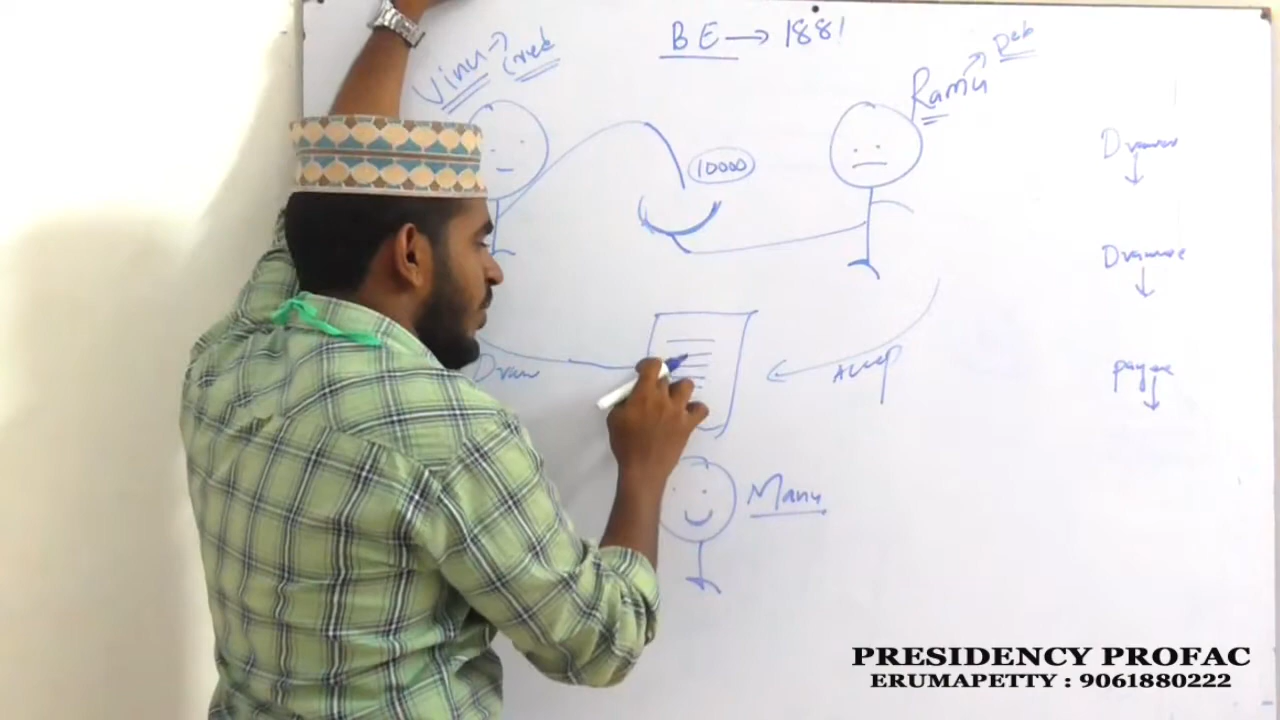 BE → 1881
Vinu → Cred
Ramu → Deb
10000
Drawer
↓
Drawee
↓
payee
↓
Draw
Accep
Manu
PRESIDENCY PROFAC
ERUMAPETTY : 9061880222